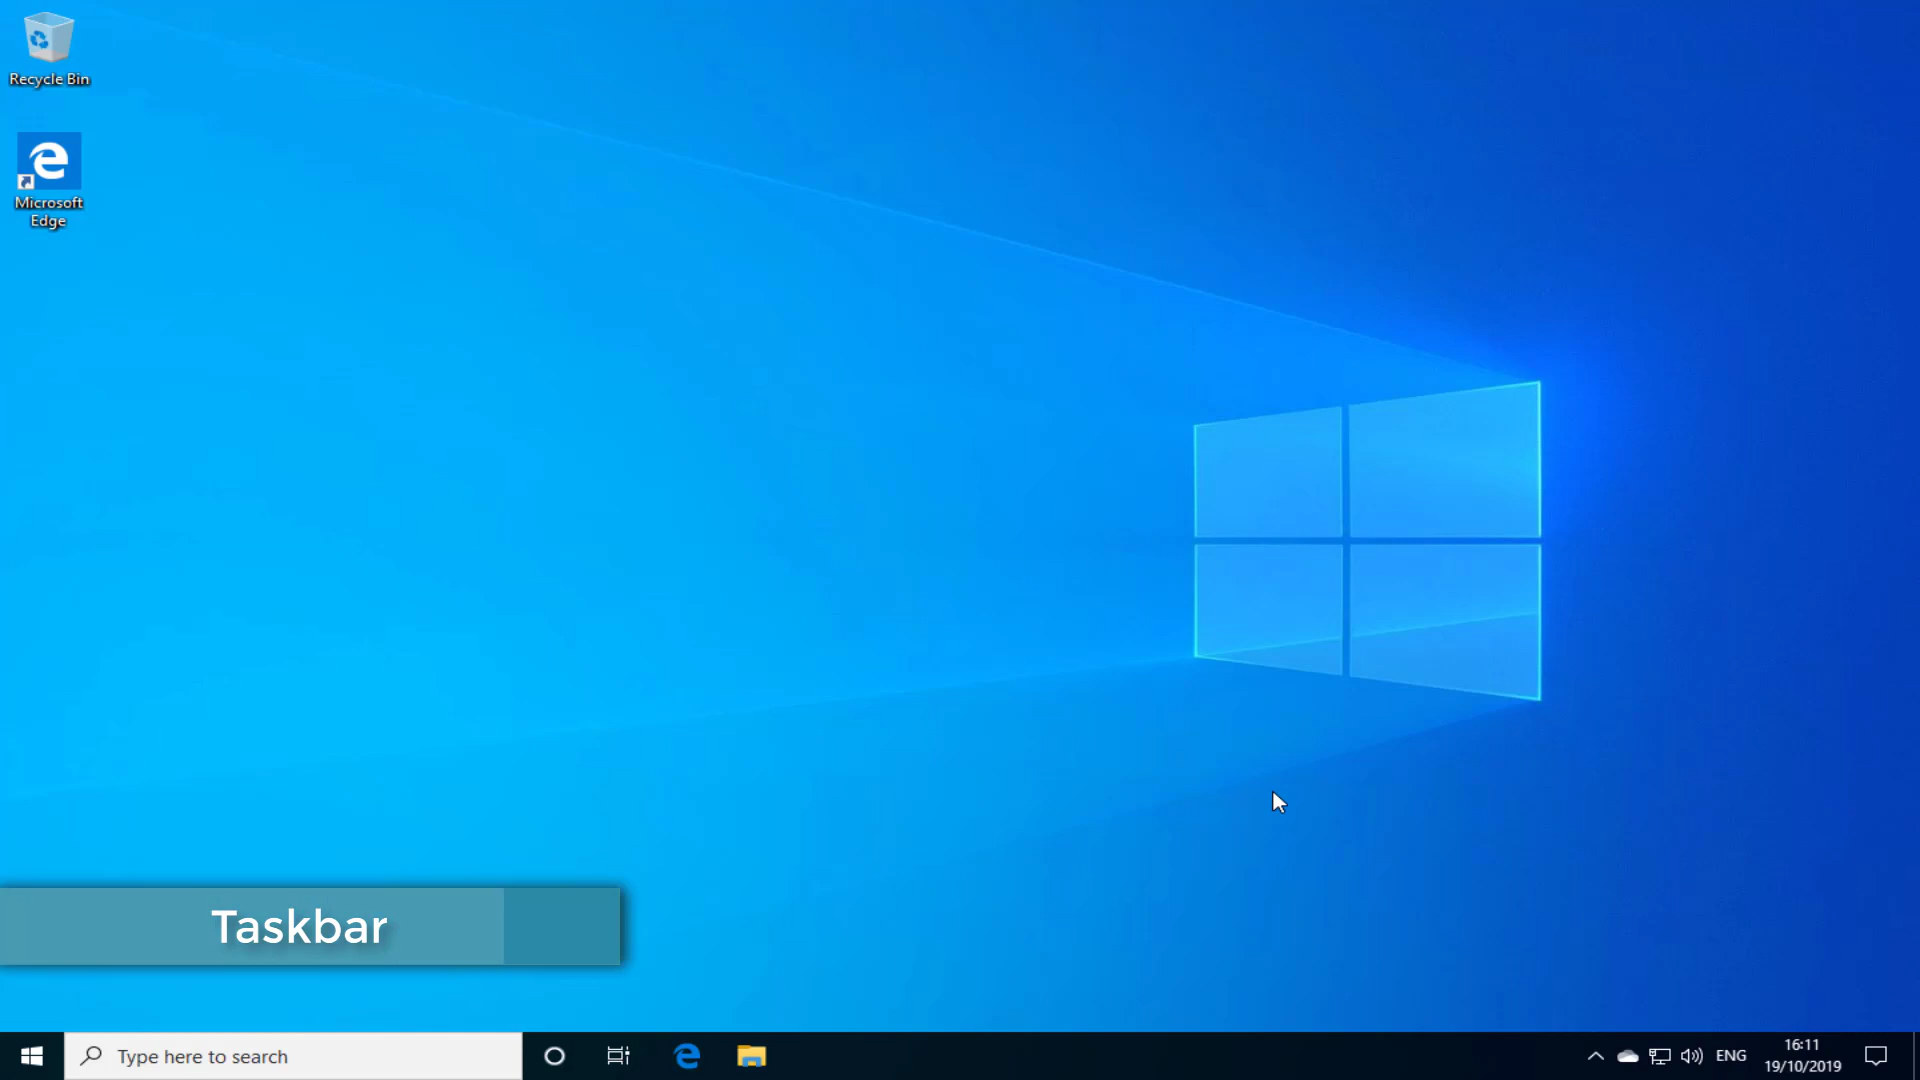 Recycle Bin
Microsoft
Edge
Taskbar
Type here to search
ENG
16:11
19/10/2019